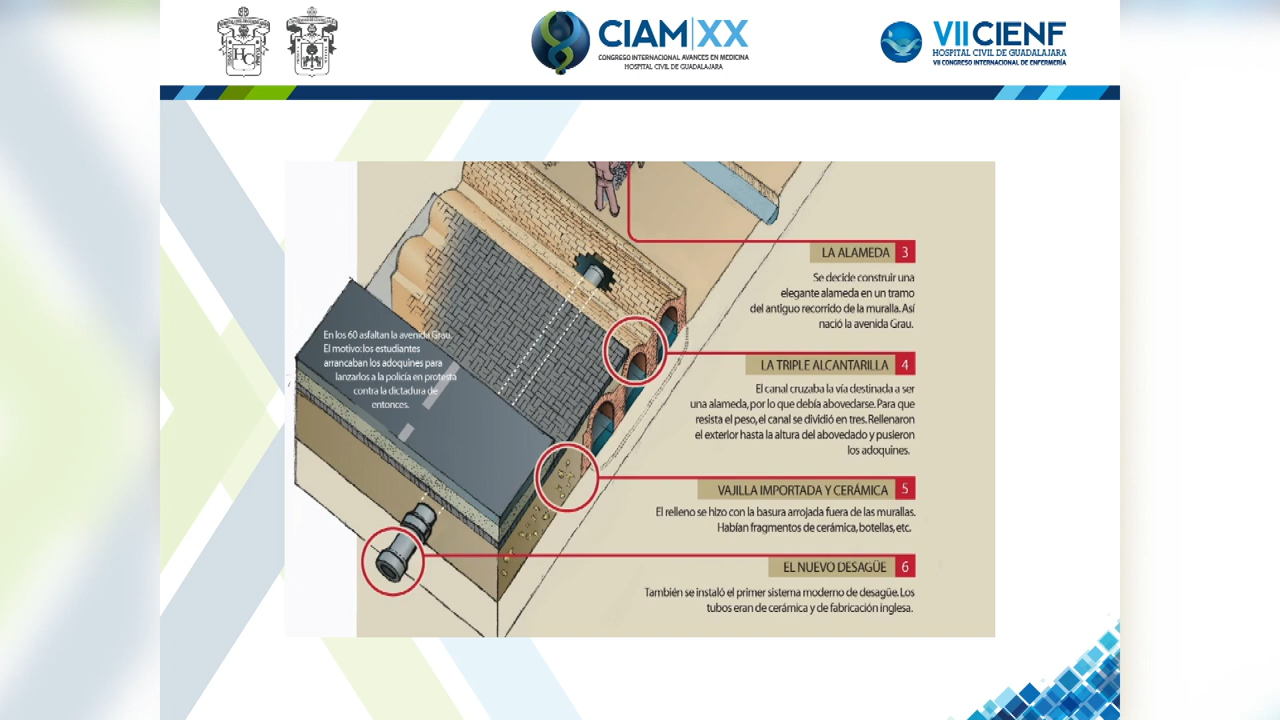 CIAM|XX
CONGRESO INTERNACIONAL AVANCES EN MEDICINA
HOSPITAL CIVIL DE GUADALAJARA
VII CIENF
HOSPITAL CIVIL DE GUADALAJARA
VII CONGRESO INTERNACIONAL DE ENFERMERÍA
HC
LA ALAMEDA 3
Se decide construir una
elegante alameda en un tramo
del antiguo recorrido de la muralla. Así
nació la avenida Grau.
En los 60 asfaltan la avenida Grau.
El motivo: los estudiantes
arrancaban los adoquines para
lanzarlos a la policía en protesta
contra la dictadura de
entonces.
LA TRIPLE ALCANTARILLA 4
El canal cruzaba la vía destinada a ser
una alameda, por lo que debía abovedarse. Para que
resista el peso, el canal se dividió en tres. Rellenaron
el exterior hasta la altura del abovedado y pusieron
los adoquines.
VAJILLA IMPORTADA Y CERÁMICA 5
El relleno se hizo con la basura arrojada fuera de las murallas.
Habían fragmentos de cerámica, botellas, etc.
EL NUEVO DESAGÜE 6
También se instaló el primer sistema moderno de desagüe. Los
tubos eran de cerámica y de fabricación inglesa.